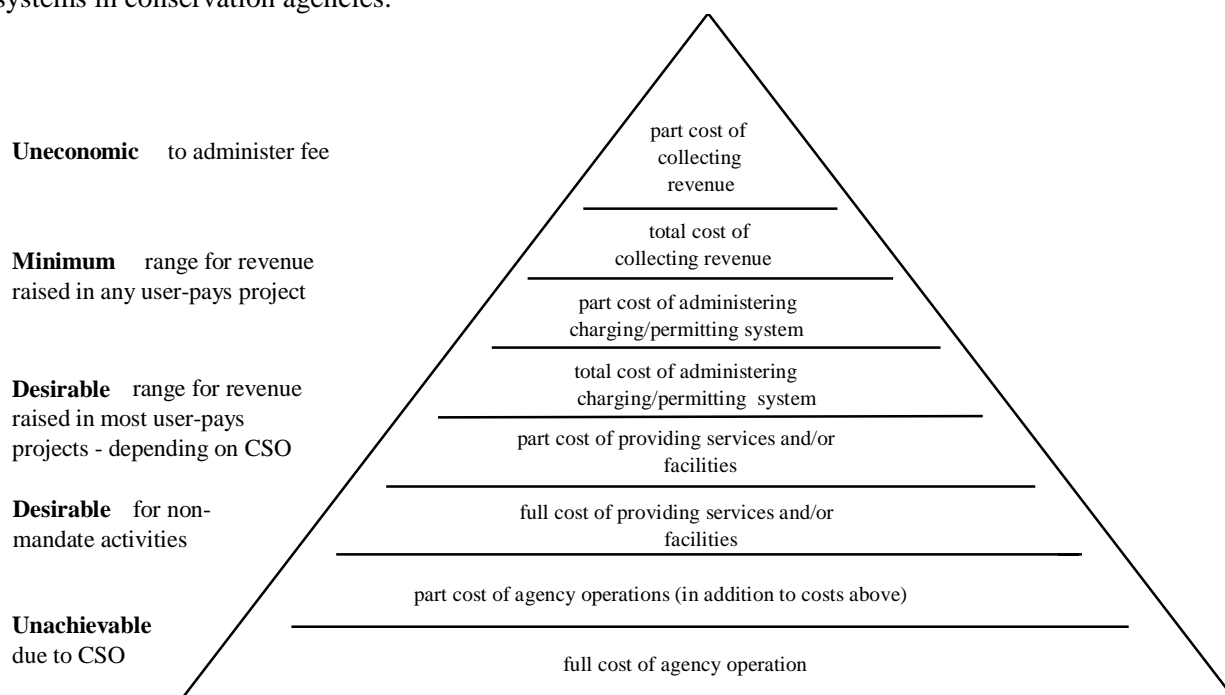 systems in conservation agencies.
part cost of
collecting
revenue
Uneconomic to administer fee
total cost of
collecting revenue
Minimum range for revenue
raised in any user-pays project
part cost of administering
charging/permitting system
total cost of administering
charging/permitting system
Desirable range for revenue
raised in most user-pays
projects - depending on CSO
part cost of providing services and/or
facilities
Desirable for non-
mandate activities
full cost of providing services and/or
facilities
part cost of agency operations (in addition to costs above)
Unachievable
due to CSO
full cost of agency operation